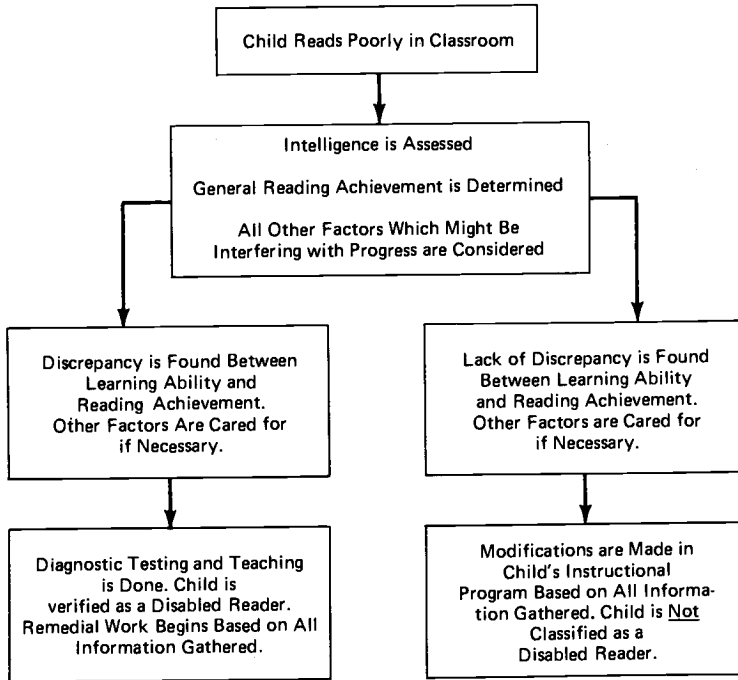 Child Reads Poorly in Classroom
Intelligence is Assessed
General Reading Achievement is Determined
All Other Factors Which Might Be
Interfering with Progress are Considered
Discrepancy is Found Between
Learning Ability and
Reading Achievement.
Other Factors Are Cared for
if Necessary.
Lack of Discrepancy is Found
Between Learning Ability
and Reading Achievement.
Other Factors are Cared for
if Necessary.
Diagnostic Testing and Teaching
is Done. Child is
verified as a Disabled Reader.
Remedial Work Begins Based on All
Information Gathered.
Modifications are Made in
Child's Instructional
Program Based on All Informa-
tion Gathered. Child is Not
Classified as a
Disabled Reader.